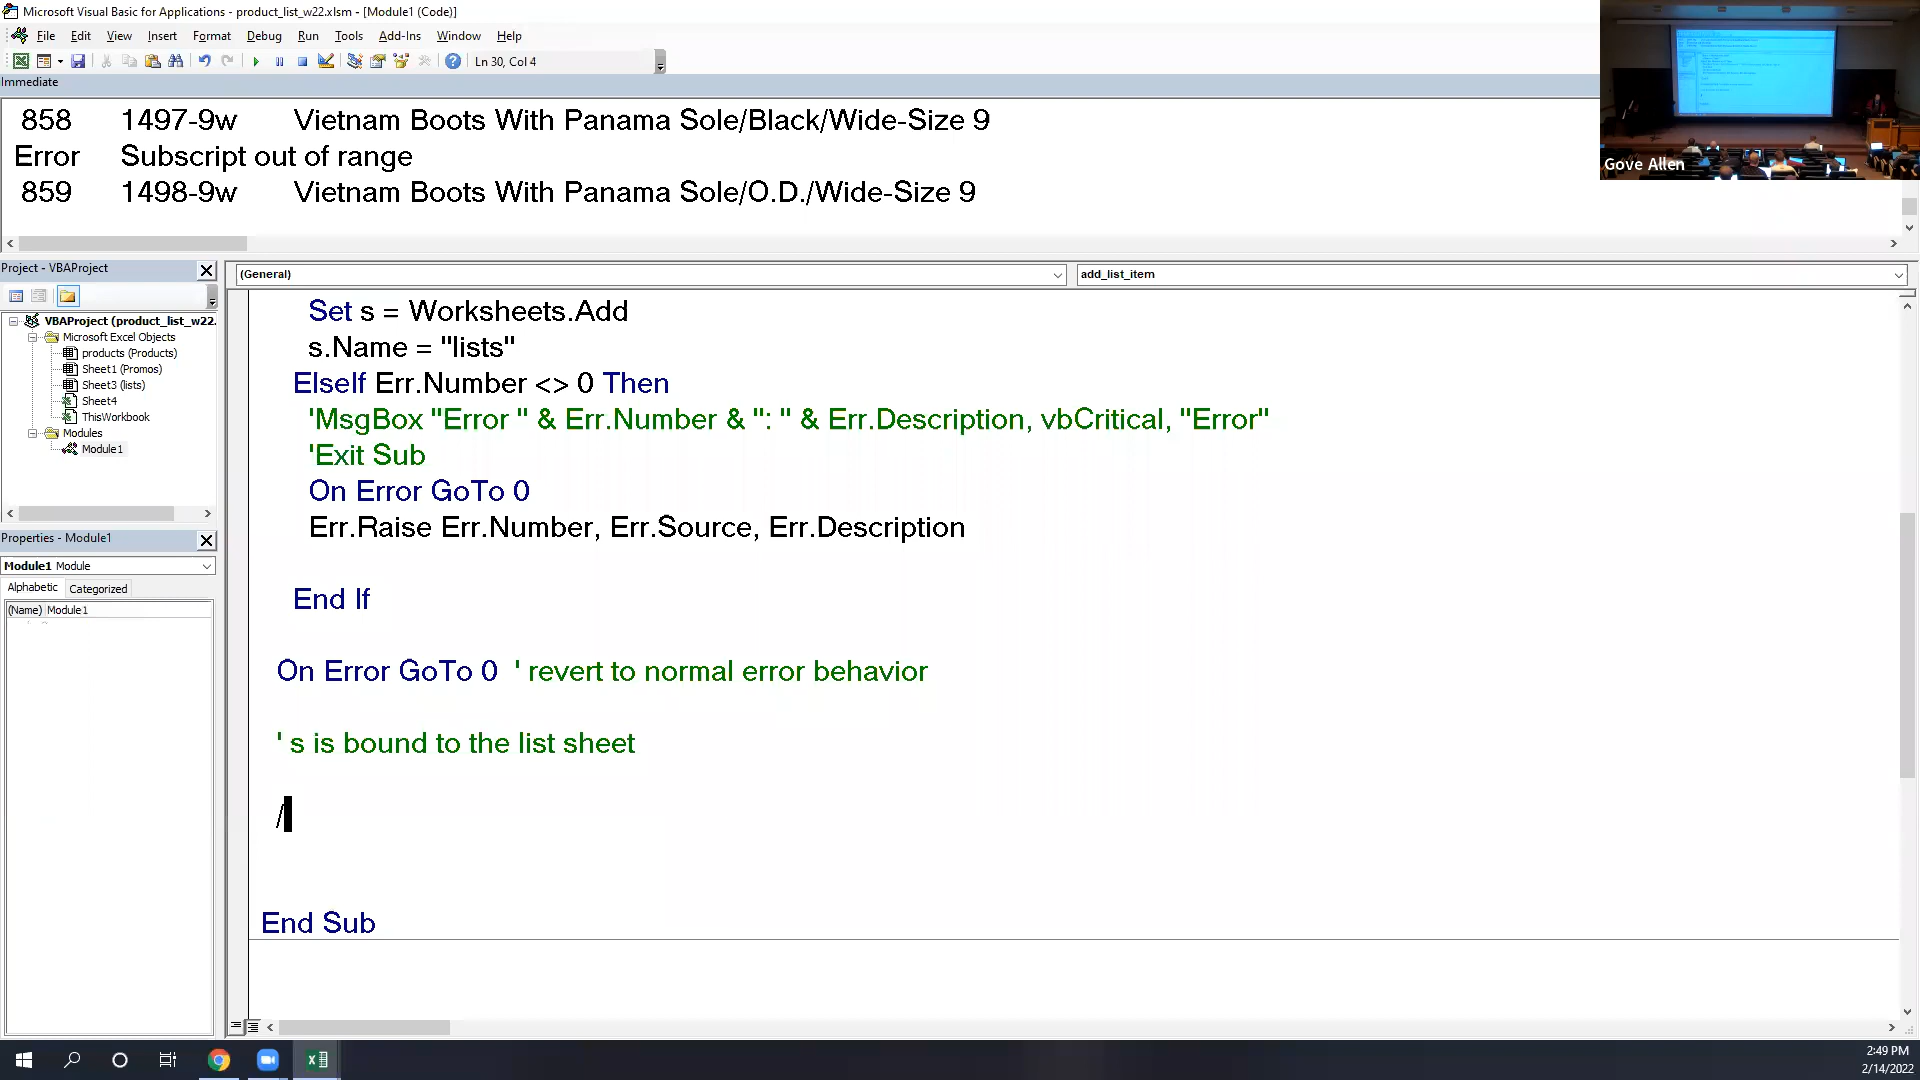 Microsoft Visual Basic for Applications - product_list_w22.xlsm - [Module1 (Code)]
File Edit View Insert Format Debug Run Tools Add-Ins Window Help
Ln 30, Col 4
Immediate
858 1497-9w Vietnam Boots With Panama Sole/Black/Wide-Size 9
Error Subscript out of range
859 1498-9w Vietnam Boots With Panama Sole/O.D./Wide-Size 9
Gove Allen
Project - VBAProject
VBAProject (product_list_w22.
Microsoft Excel Objects
products (Products)
Sheet1 (Promos)
Sheet3 (lists)
Sheet4
ThisWorkbook
Modules
Module1
Properties - Module1
Module1 Module
Alphabetic Categorized
(Name) Module1
(General) add_list_item
Set s = Worksheets.Add
s.Name = "lists"
ElseIf Err.Number <> 0 Then
'MsgBox "Error " & Err.Number & ": " & Err.Description, vbCritical, "Error"
'Exit Sub
On Error GoTo 0
Err.Raise Err.Number, Err.Source, Err.Description
End If
On Error GoTo 0 ' revert to normal error behavior
' s is bound to the list sheet
/
End Sub
2:49 PM
2/14/2022